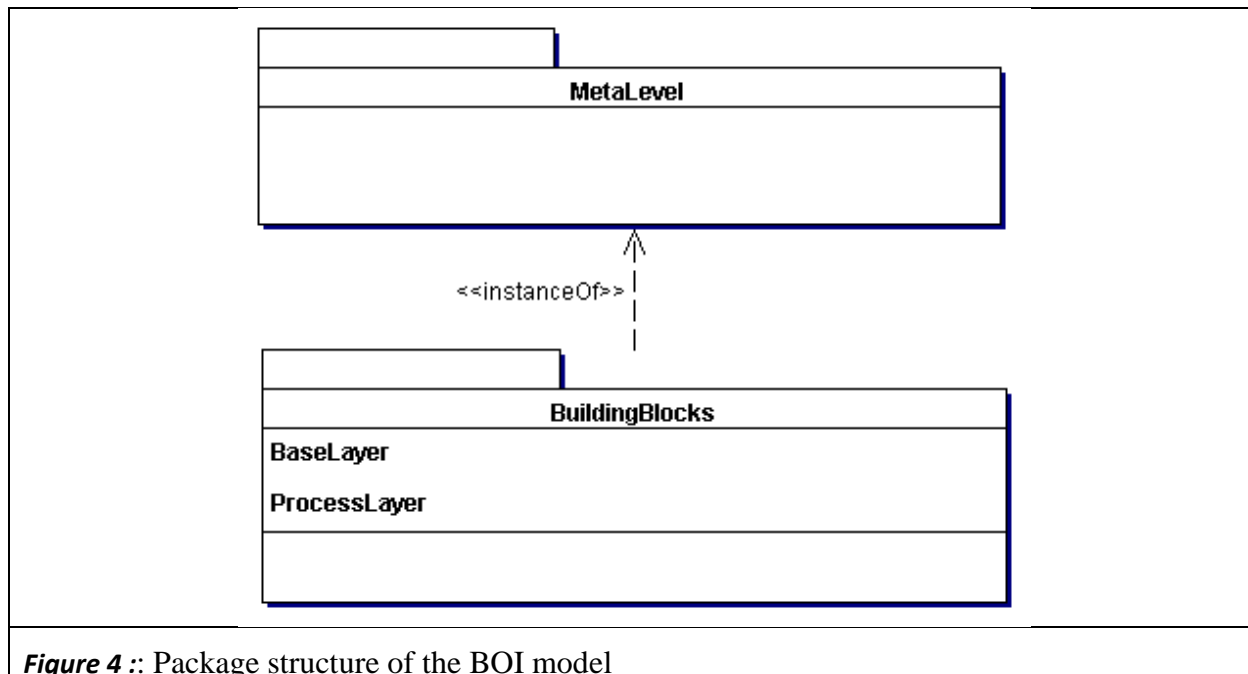 MetaLevel
<<instanceOf>>
BuildingBlocks
BaseLayer
ProcessLayer
Figure 4 :: Package structure of the BOI model